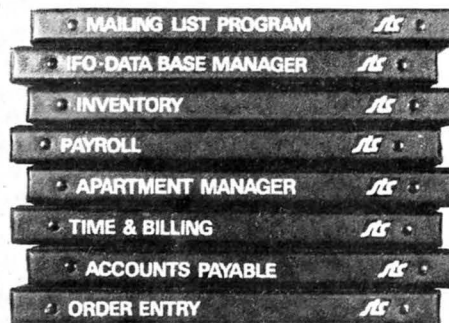 MAILING LIST PROGRAM sts
IFO-DATA BASE MANAGER sts
INVENTORY sts
PAYROLL sts
APARTMENT MANAGER sts
TIME & BILLING sts
ACCOUNTS PAYABLE sts
ORDER ENTRY sts